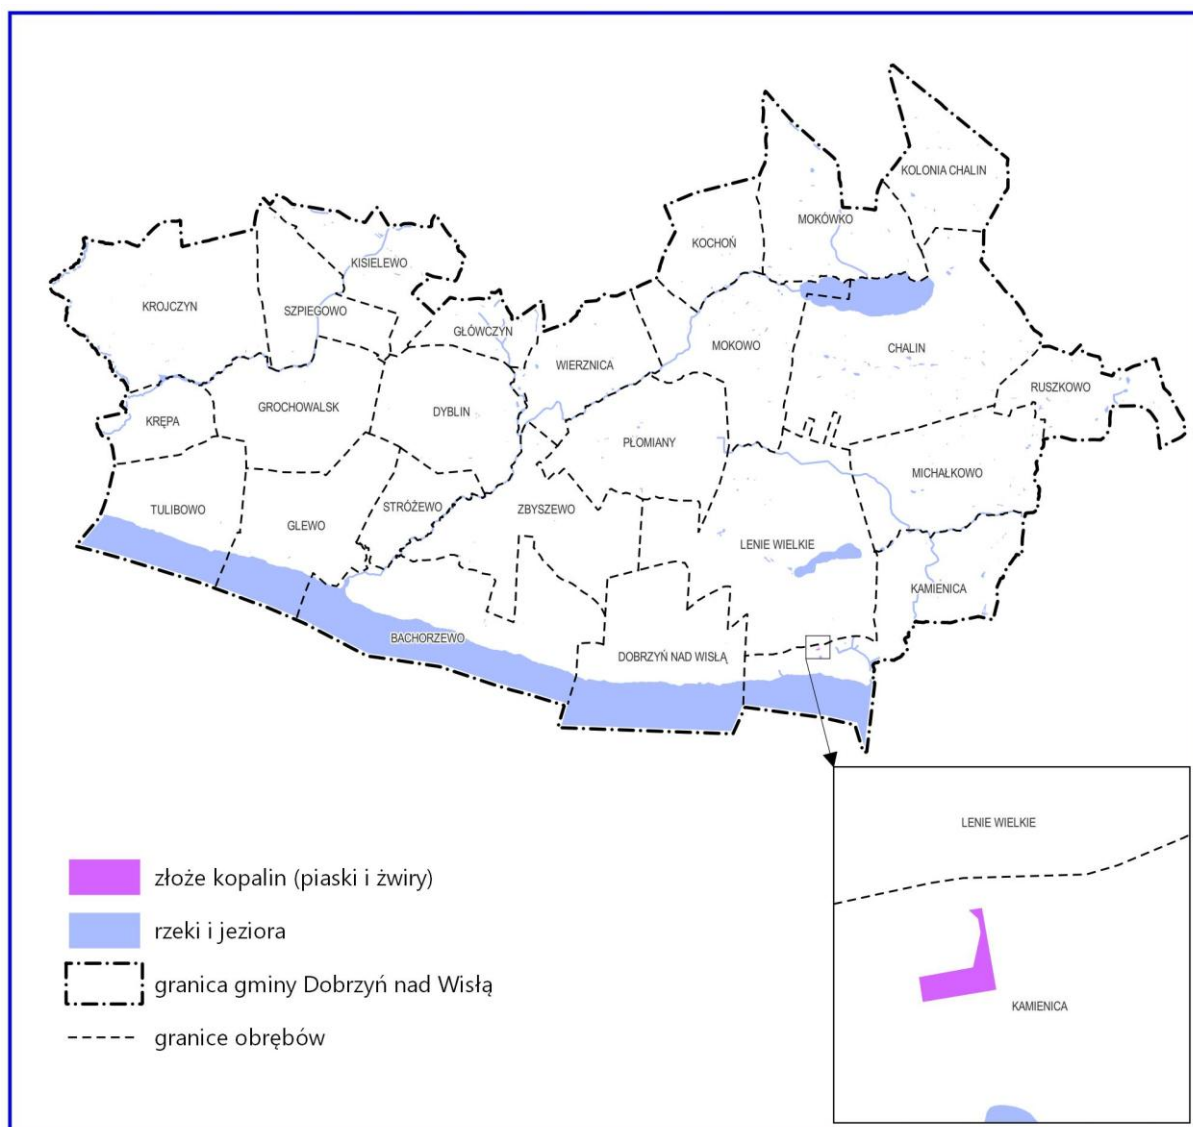 KOLONIA CHALIN
MOKÓWKO
KOCHOŃ
KISIELEWO
KROJCZYN
SZPIEGOWO
GŁÓWCZYN
MOKOWO
CHALIN
WIERZNICA
RUSZKOWO
GROCHOWALSK
DYBLIN
KRĘPA
PŁOMIANY
MICHAŁKOWO
TULIBOWO
STRÓŻEWO
ZBYSZEWO
GLEWO
LENIE WIELKIE
KAMIENICA
BACHORZEWO
DOBRZYŃ NAD WISŁĄ
LENIE WIELKIE
KAMIENICA
złoże kopalin (piaski i żwiry)
rzeki i jeziora
granica gminy Dobrzyń nad Wisłą
granice obrębów